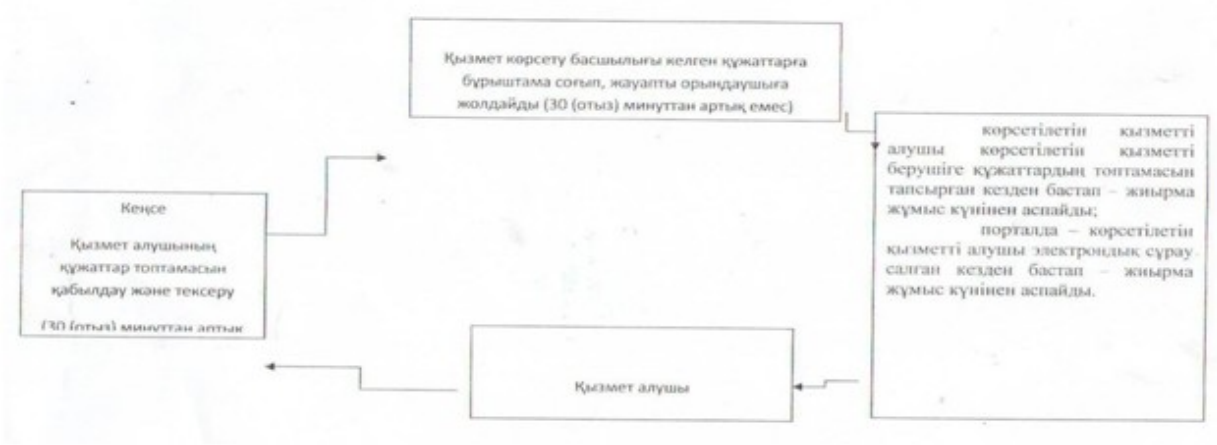 Қызмет көрсету басшылығы келген құжаттарға
бұрыштама соғып, жауапты орындаушыға
жолдайды (30 (отыз) минуттан артық емес)
көрсетілетін қызметті
алушы көрсетілетін қызметті
берушіге құжаттардың топтамасын
тапсырған кезден бастап – жиырма
жұмыс күнінен аспайды;
порталда – көрсетілетін
қызметті алушы электрондық сұрау
салған кезден бастап – жиырма
жұмыс күнінен аспайды.
Кеңсе
Қызмет алушының
құжаттар топтамасын
қабылдау және тексеру
(30 (отыз) минуттан артық
Қызмет алушы